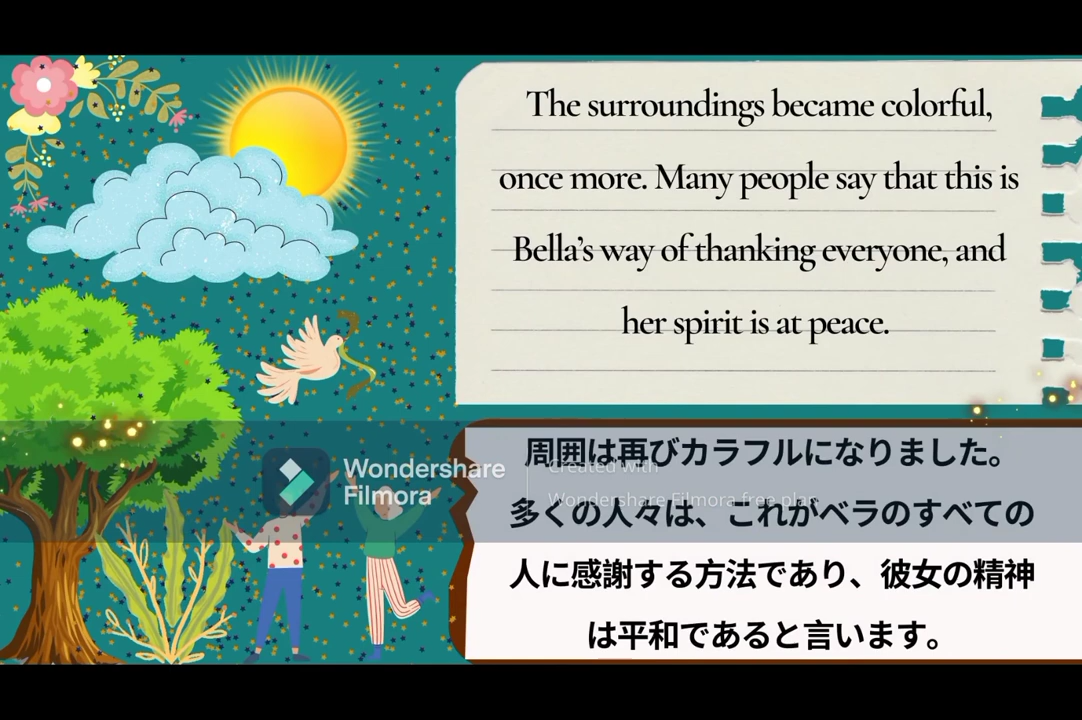 The surroundings became colorful,
once more. Many people say that this is
Bella's way of thanking everyone, and
her spirit is at peace.
周囲は再びカラフルになりました。
多くの人々は、これがベラのすべての
人に感謝する方法であり、彼女の精神
は平和であると言います。
Wondershare
Filmora
Created with
Wondershare Filmora free plan